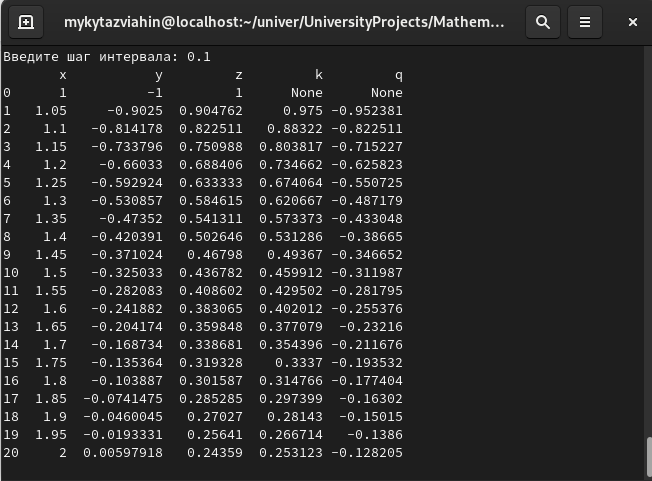 mykytazviahin@localhost:~/univer/UniversityProjects/Mathem...
Введите шаг интервала: 0.1
x y z k q
0 1 -1 1 None None
1 1.05 -0.9025 0.904762 0.975 -0.952381
2 1.1 -0.814178 0.822511 0.88322 -0.822511
3 1.15 -0.733796 0.750988 0.803817 -0.715227
4 1.2 -0.66033 0.688406 0.734662 -0.625823
5 1.25 -0.592924 0.633333 0.674064 -0.550725
6 1.3 -0.530857 0.584615 0.620667 -0.487179
7 1.35 -0.47352 0.541311 0.573373 -0.433048
8 1.4 -0.420391 0.502646 0.531286 -0.38665
9 1.45 -0.371024 0.46798 0.49367 -0.346652
10 1.5 -0.325033 0.436782 0.459912 -0.311987
11 1.55 -0.282083 0.408602 0.429502 -0.281795
12 1.6 -0.241882 0.383065 0.402012 -0.255376
13 1.65 -0.204174 0.359848 0.377079 -0.23216
14 1.7 -0.168734 0.338681 0.354396 -0.211676
15 1.75 -0.135364 0.319328 0.3337 -0.193532
16 1.8 -0.103887 0.301587 0.314766 -0.177404
17 1.85 -0.0741475 0.285285 0.297399 -0.16302
18 1.9 -0.0460045 0.27027 0.28143 -0.15015
19 1.95 -0.0193331 0.25641 0.266714 -0.1386
20 2 0.00597918 0.24359 0.253123 -0.128205